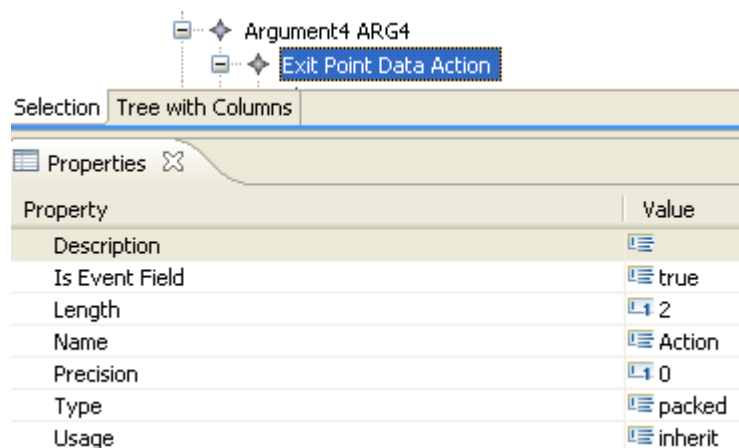 Argument4 ARG4
Exit Point Data Action
Selection Tree with Columns
Properties
Property Value
Description
Is Event Field true
Length 2
Name Action
Precision 0
Type packed
Usage inherit